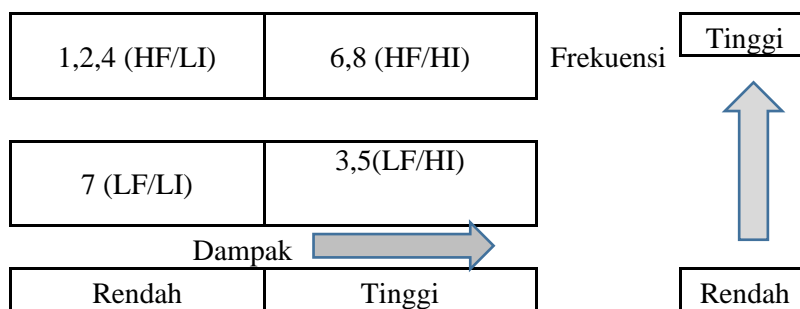 1,2,4 (HF/LI) 6,8 (HF/HI) Frekuensi Tinggi
7 (LF/LI) 3,5(LF/HI)
Dampak
Rendah Tinggi Rendah